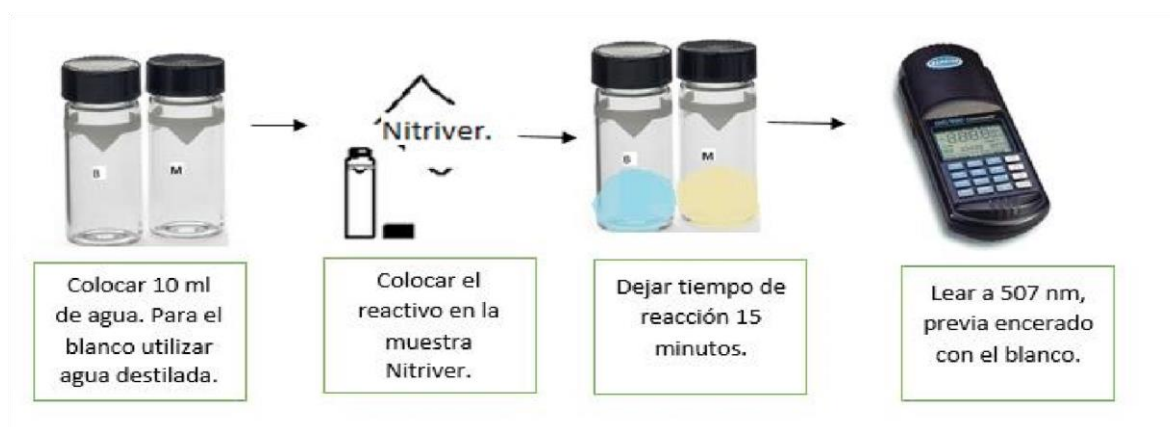 B
M
Nitriver.
B
M
Colocar 10 ml
de agua. Para el
blanco utilizar
agua destilada.
Colocar el
reactivo en la
muestra
Nitriver.
Dejar tiempo de
reacción 15
minutos.
Lear a 507 nm,
previa encerado
con el blanco.